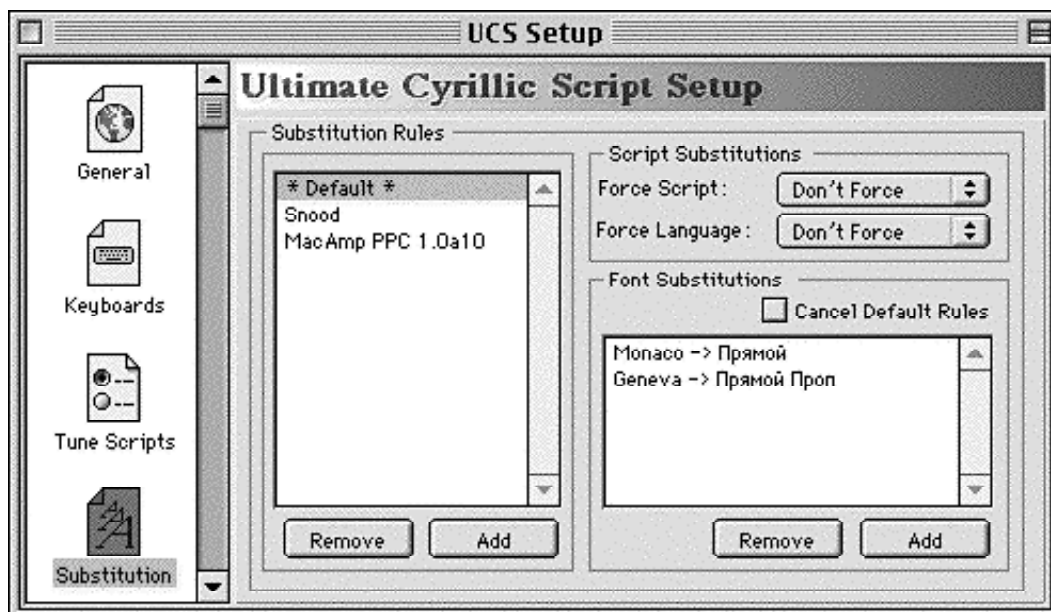 UCS Setup
Ultimate Cyrillic Script Setup
General
Keyboards
Tune Scripts
Substitution
Substitution Rules
* Default *
Snood
MacAmp PPC 1.0a10
Remove
Add
Script Substitutions
Force Script:
Don't Force
Force Language:
Don't Force
Font Substitutions
Cancel Default Rules
Monaco -> Прямой
Geneva -> Прямой Проп
Remove
Add